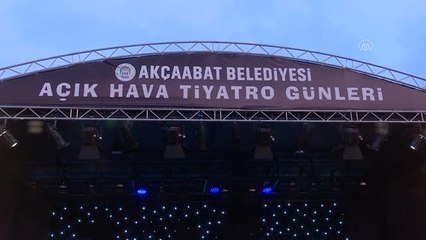 AKÇAABAT BELEDİYESİ
AÇIK HAVA TİYATRO GÜNLERİ